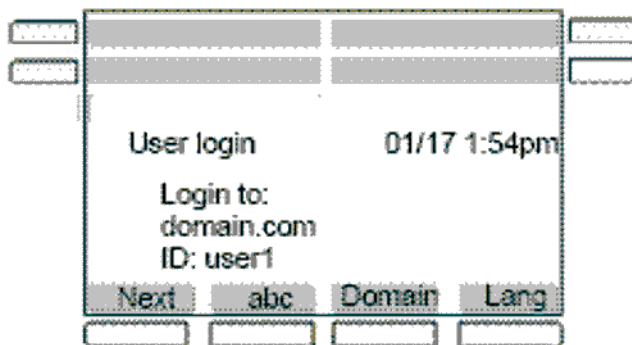 User login 01/17 1:54pm
Login to:
domain.com
ID: user1
Next abc Domain Lang